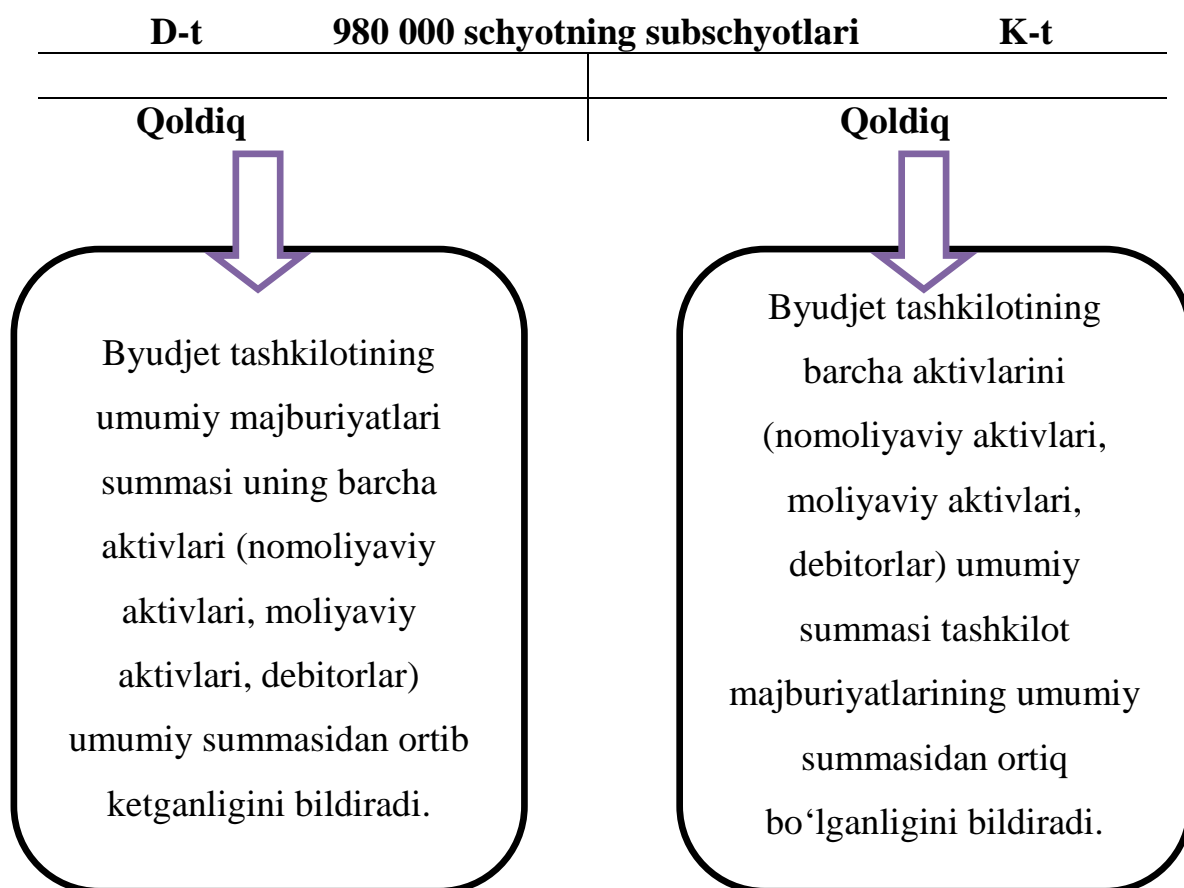 D-t 980 000 schyotning subschyotlari K-t
Qoldiq Qoldiq
Byudjet tashkilotining
umumiy majburiyatlari
summasi uning barcha
aktivlari (nomoliyaviy
aktivlari, moliyaviy
aktivlari, debitorlar)
umumiy summasidan ortib
ketganligini bildiradi.
Byudjet tashkilotining
barcha aktivlarini
(nomoliyaviy aktivlari,
moliyaviy aktivlari,
debitorlar) umumiy
summasi tashkilot
majburiyatlarining umumiy
summasidan ortiq
bo‘lganligini bildiradi.